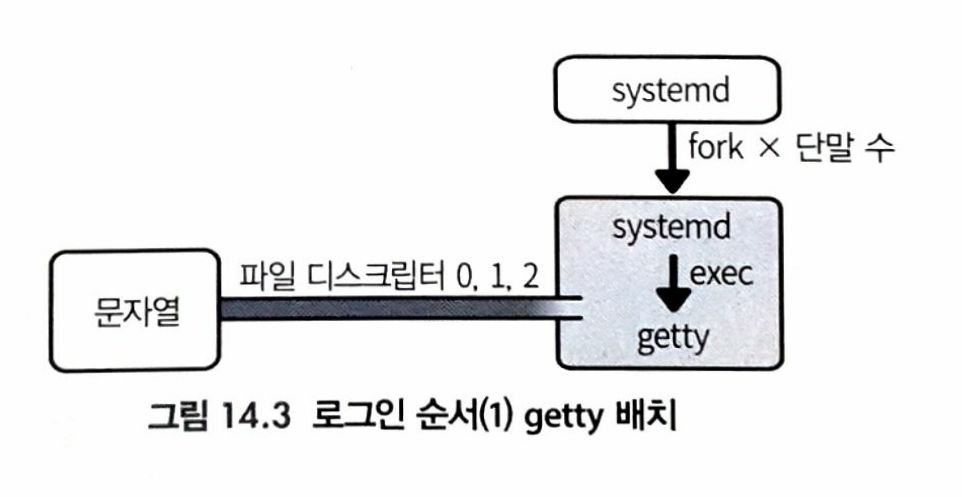 systemd
fork × 단말 수
systemd
exec
getty
파일 디스크립터 0, 1, 2
문자열
그림 14.3 로그인 순서(1) getty 배치